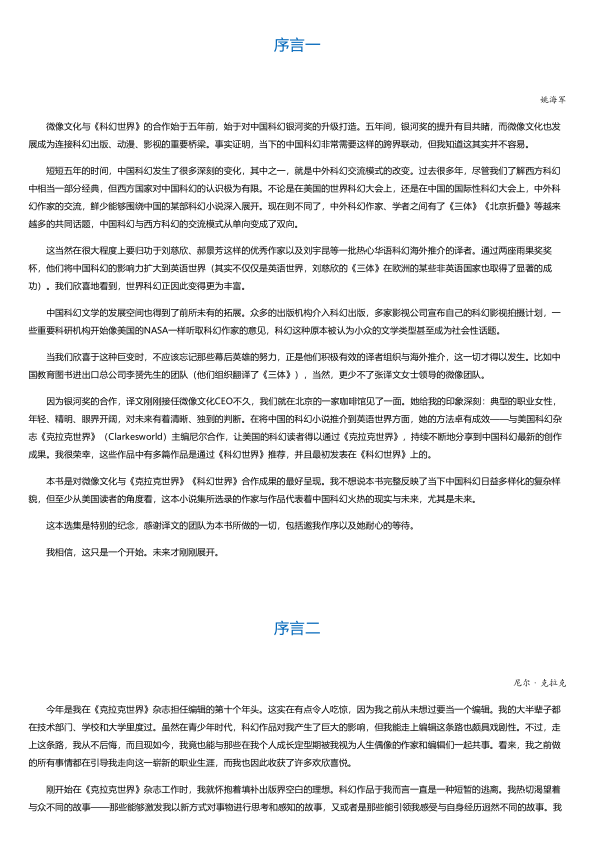 序言一
姚海军
微像文化与《科幻世界》的合作始于五年前，始于对中国科幻银河奖的升级打造。五年间，银河奖的提升有目共睹，而微像文化也发
展成为连接科幻出版、动漫、影视的重要桥梁。事实证明，当下的中国科幻非常需要这样的跨界联动，但我知道这其实并不容易。
短短五年的时间，中国科幻发生了很多深刻的变化，其中之一，就是中外科幻交流模式的改变。过去很多年，尽管我们了解西方科幻
中相当一部分经典，但西方国家对中国科幻的认识极为有限。不论是在美国的世界科幻大会上，还是在中国的国际性科幻大会上，中外科
幻作家的交流，鲜少能够围绕中国的某部科幻小说深入展开。现在则不同了，中外科幻作家、学者之间有了《三体》《北京折叠》等越来
越多的共同话题，中国科幻与西方科幻的交流模式从单向变成了双向。
这当然在很大程度上要归功于刘慈欣、郝景芳这样的优秀作家以及刘宇昆等一批热心华语科幻海外推介的译者。通过两座雨果奖奖
杯，他们将中国科幻的影响力扩大到英语世界（其实不仅仅是英语世界，刘慈欣的《三体》在欧洲的某些非英语国家也取得了显著的成
功）。我们欣喜地看到，世界科幻正因此变得更为丰富。
中国科幻文学的发展空间也得到了前所未有的拓展。众多的出版机构介入科幻出版，多家影视公司宣布自己的科幻影视拍摄计划，一
些重要科研机构开始像美国的NASA一样听取科幻作家的意见，科幻这种原本被认为小众的文学类型甚至成为社会性话题。
当我们欣喜于这种巨变时，不应该忘记那些幕后英雄的努力，正是他们积极有效的译者组织与海外推介，这一切才得以发生。比如中
国教育图书进出口总公司李赟先生的团队（他们组织翻译了《三体》），当然，更少不了张译文女士领导的微像团队。
因为银河奖的合作，译文刚刚接任微像文化CEO不久，我们就在北京的一家咖啡馆见了一面。她给我的印象深刻：典型的职业女性，
年轻、精明、眼界开阔，对未来有着清晰、独到的判断。在将中国的科幻小说推介到英语世界方面，她的方法卓有成效——与美国科幻杂
志《克拉克世界》（Clarkesworld）主编尼尔合作，让美国的科幻读者得以通过《克拉克世界》，持续不断地分享到中国科幻最新的创作
成果。我很荣幸，这些作品中有多篇作品是通过《科幻世界》推荐，并且最初发表在《科幻世界》上的。
本书是对微像文化与《克拉克世界》《科幻世界》合作成果的最好呈现。我不想说本书完整反映了当下中国科幻日益多样化的复杂样
貌，但至少从美国读者的角度看，这本小说集所选录的作家与作品代表着中国科幻火热的现实与未来，尤其是未来。
这本选集是特别的纪念，感谢译文的团队为本书所做的一切，包括邀我作序以及她耐心的等待。
我相信，这只是一个开始。未来才刚刚展开。
序言二
尼尔·克拉克
今年是我在《克拉克世界》杂志担任编辑的第十个年头。这实在有点令人吃惊，因为我之前从未想过要当一个编辑。我的大半辈子都
在技术部门、学校和大学里度过。虽然在青少年时代，科幻作品对我产生了巨大的影响，但我能走上编辑这条路也颇具戏剧性。不过，走
上这条路，我从不后悔，而且现如今，我竟也能与那些在我个人成长定型期被我视为人生偶像的作家和编辑们一起共事。看来，我之前做
的所有事情都在引导我走向这一崭新的职业生涯，而我也因此收获了许多欢欣喜悦。
刚开始在《克拉克世界》杂志工作时，我就怀抱着填补出版界空白的理想。科幻作品于我而言一直是一种短暂的逃离。我热切渴望着
与众不同的故事——那些能够激发我以新方式对事物进行思考和感知的故事，又或者是那些能引领我感受与自身经历迥然不同的故事。我